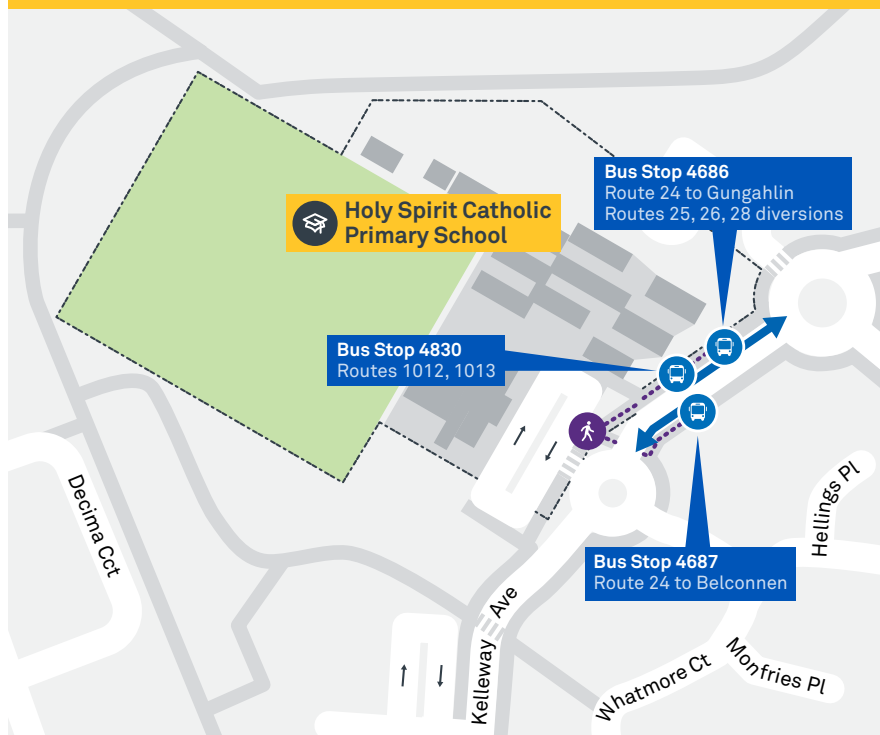 Bus Stop 4686
Route 24 to Gungahlin
Routes 25, 26, 28 diversions
Holy Spirit Catholic
Primary School
Bus Stop 4830
Routes 1012, 1013
Bus Stop 4687
Route 24 to Belconnen
Decima Cct
Hellings Pl
Kelleway Ave
Whatmore Ct
Monfries Pl